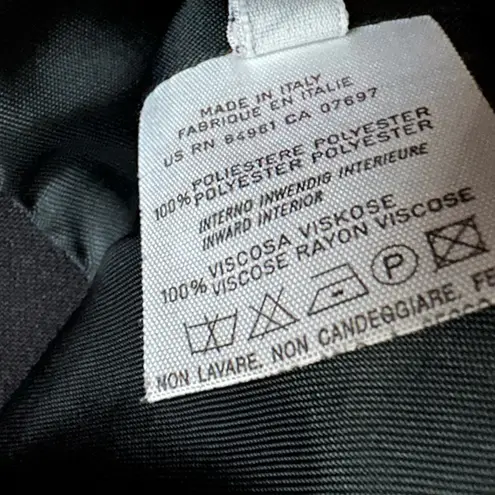 MADE IN ITALY
FABRIQUE EN ITALIE
US RN 84961 CA 07697
100% POLIESTERE POLYESTER
POLYESTER POLYESTER
INTERNO INWENDIG INTERIEURE
INWARD INTERIOR
100% VISCOSA VISKOSE
VISCOSE RAYON VISCOSE
P
NON LAVARE. NON CANDEGGIARE.